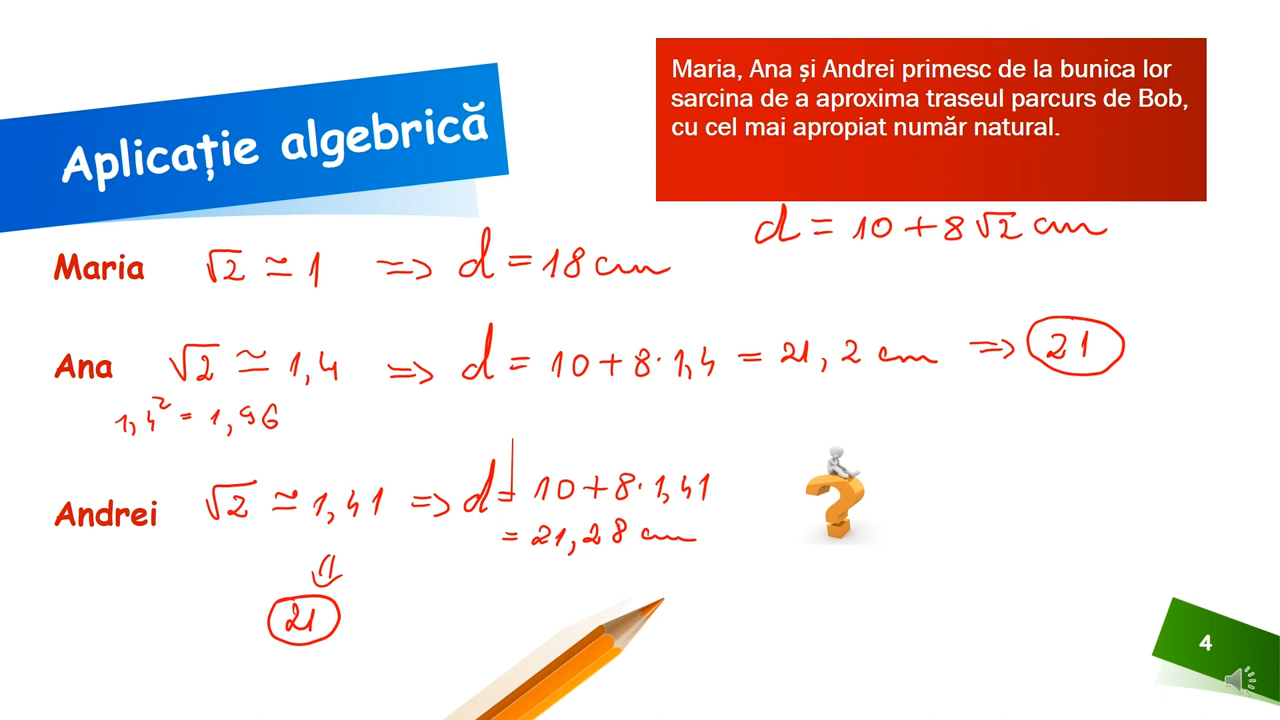 Aplicație algebrică
Maria, Ana și Andrei primesc de la bunica lor
sarcina de a aproxima traseul parcurs de Bob,
cu cel mai apropiat număr natural.
d = 10 + 8√2 cm
Maria √2 ≃ 1 => d = 18 cm
Ana √2 ≃ 1,4 => d = 10 + 8·1,4 = 21,2 cm => 21
1,4² = 1,96
Andrei √2 ≃ 1,41 => d = 10 + 8·1,41
= 21,28 cm
⇓
21
4